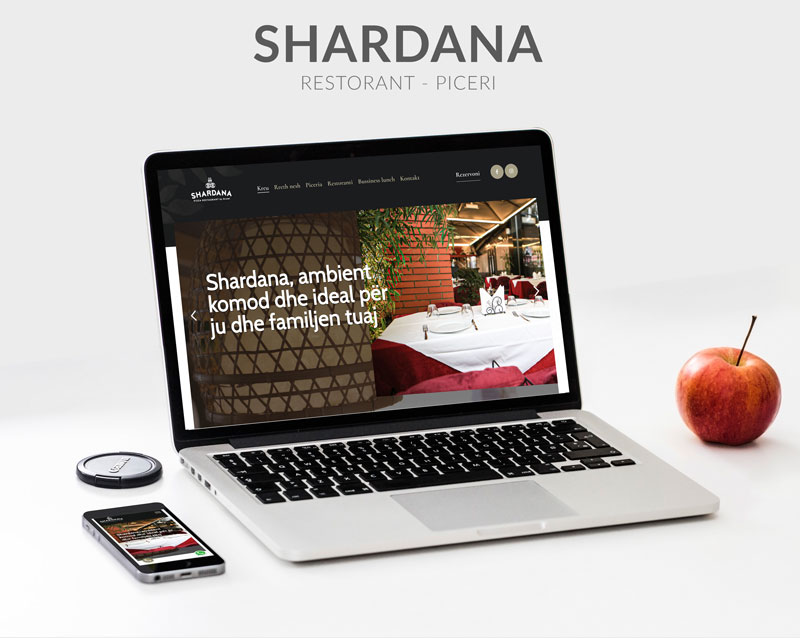 SHARDANA
RESTORANT - PICERI
SHARDANA
Kreu Rreth nesh Piceria Restoranti Bussiness lunch Kontakt
Rezervoni
Shardana, ambient
komod dhe ideal për
ju dhe familjen tuaj